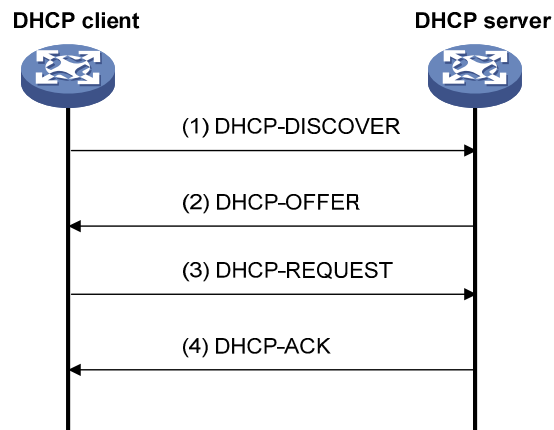 DHCP client
DHCP server
(1) DHCP-DISCOVER
(2) DHCP-OFFER
(3) DHCP-REQUEST
(4) DHCP-ACK